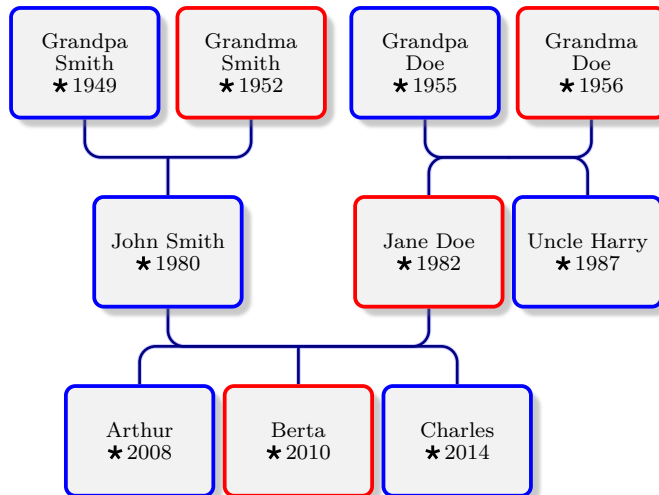 Grandpa
Smith
★ 1949
Grandma
Smith
★ 1952
Grandpa
Doe
★ 1955
Grandma
Doe
★ 1956
John Smith
★ 1980
Jane Doe
★ 1982
Uncle Harry
★ 1987
Arthur
★ 2008
Berta
★ 2010
Charles
★ 2014